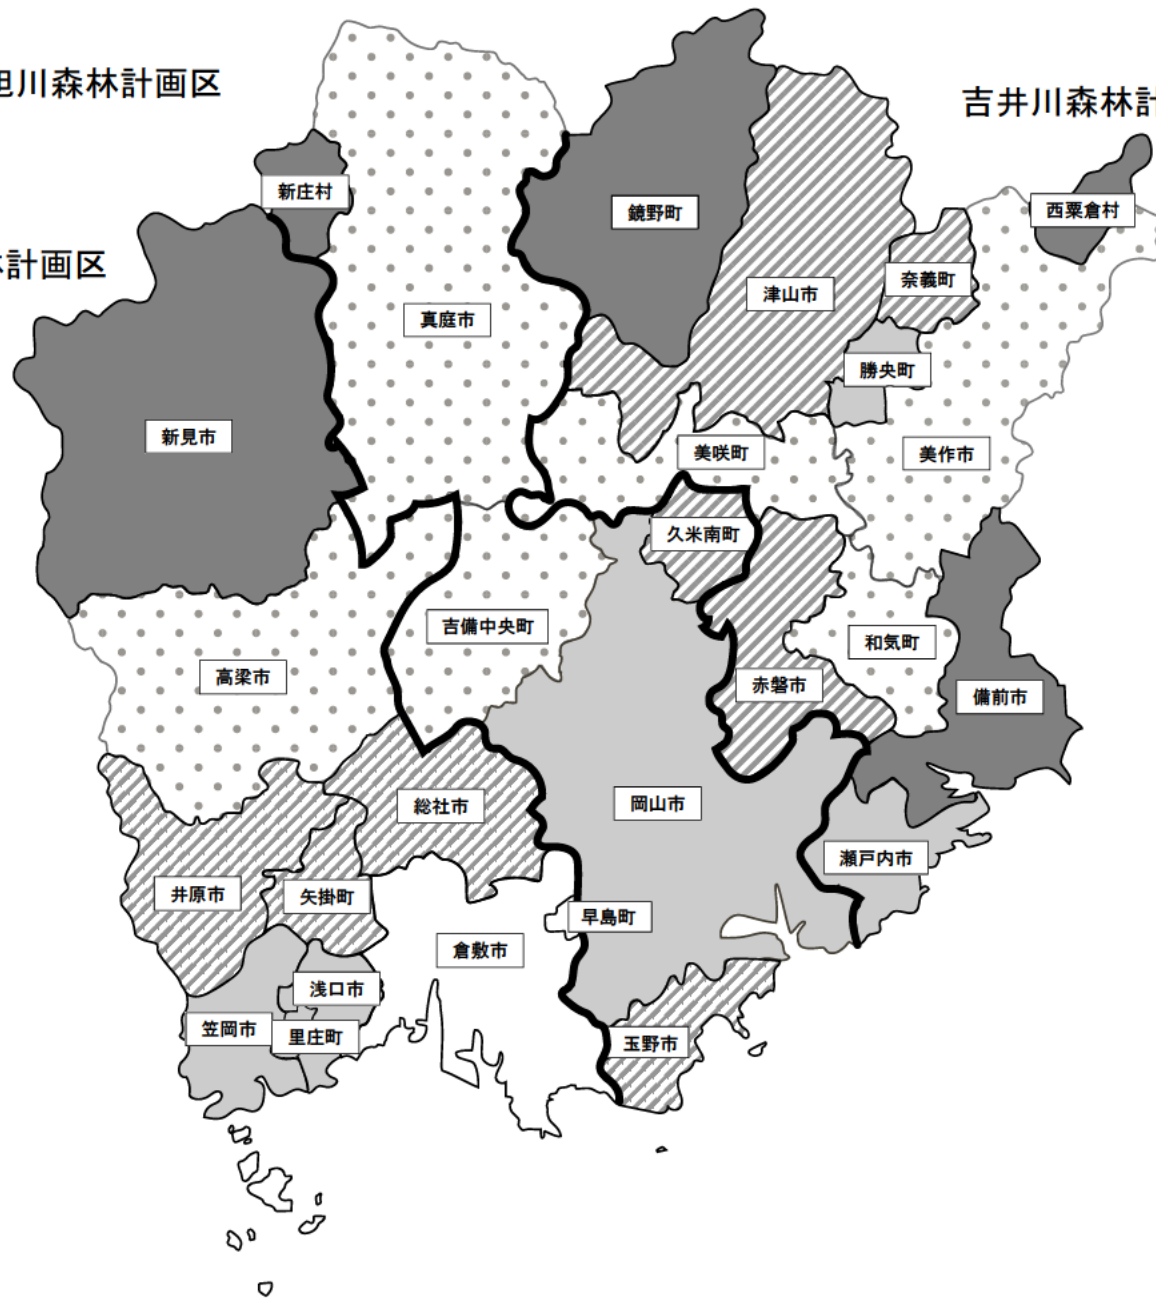 旭川森林計画区
吉井川森林計
新庄村
西粟倉村
鏡野町
林計画区
奈義町
津山市
真庭市
勝央町
新見市
美咲町
美作市
久米南町
吉備中央町
和気町
高梁市
赤磐市
備前市
総社市
岡山市
瀬戸内市
井原市
矢掛町
早島町
倉敷市
浅口市
笠岡市
里庄町
玉野市